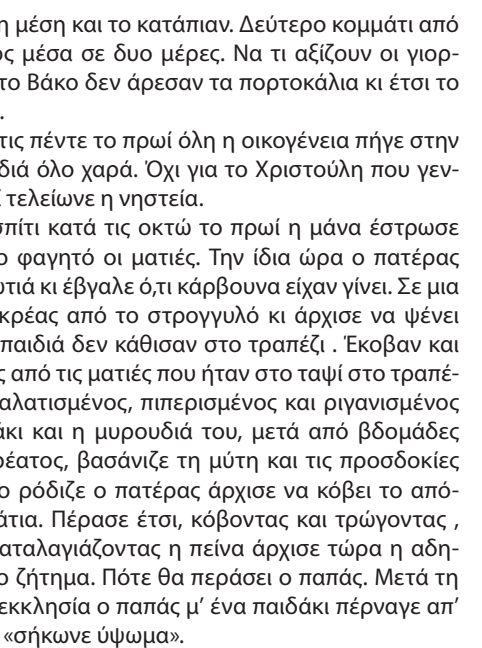 η μέση και το κατάπιαν. Δεύτερο κομμάτι από
ος μέσα σε δυο μέρες. Να τι αξίζουν οι γιορ-
το Βάκο δεν άρεσαν τα πορτοκάλια κι έτσι το
.
τις πέντε το πρωί όλη η οικογένεια πήγε στην
διά όλο χαρά. Όχι για το Χριστούλη που γεν-
ί τελείωνε η νηστεία.
σπίτι κατά τις οκτώ το πρωί η μάνα έστρωσε
ο φαγητό οι ματιές. Την ίδια ώρα ο πατέρας
ωτιά κι έβγαλε ό,τι κάρβουνα είχαν γίνει. Σε μια
κρέας από το στρογγυλό κι άρχισε να ψένει
παιδιά δεν κάθισαν στο τραπέζι . Έκοβαν και
ς από τις ματιές που ήταν στο ταψί στο τραπέ-
αλατισμένος, πιπερισμένος και ριγανισμένος
άκι και η μυρουδιά του, μετά από βδομάδες
ρέατος, βασάνιζε τη μύτη και τις προσδοκίες
ο ρόδιζε ο πατέρας άρχισε να κόβει το από-
άτια. Πέρασε έτσι, κόβοντας και τρώγοντας ,
αταλαγιάζοντας η πείνα άρχισε τώρα η αδη-
ο ζήτημα. Πότε θα περάσει ο παπάς. Μετά τη
εκκλησία ο παπάς μ’ ένα παιδάκι πέρναγε απ’
«σήκωνε ύψωμα».